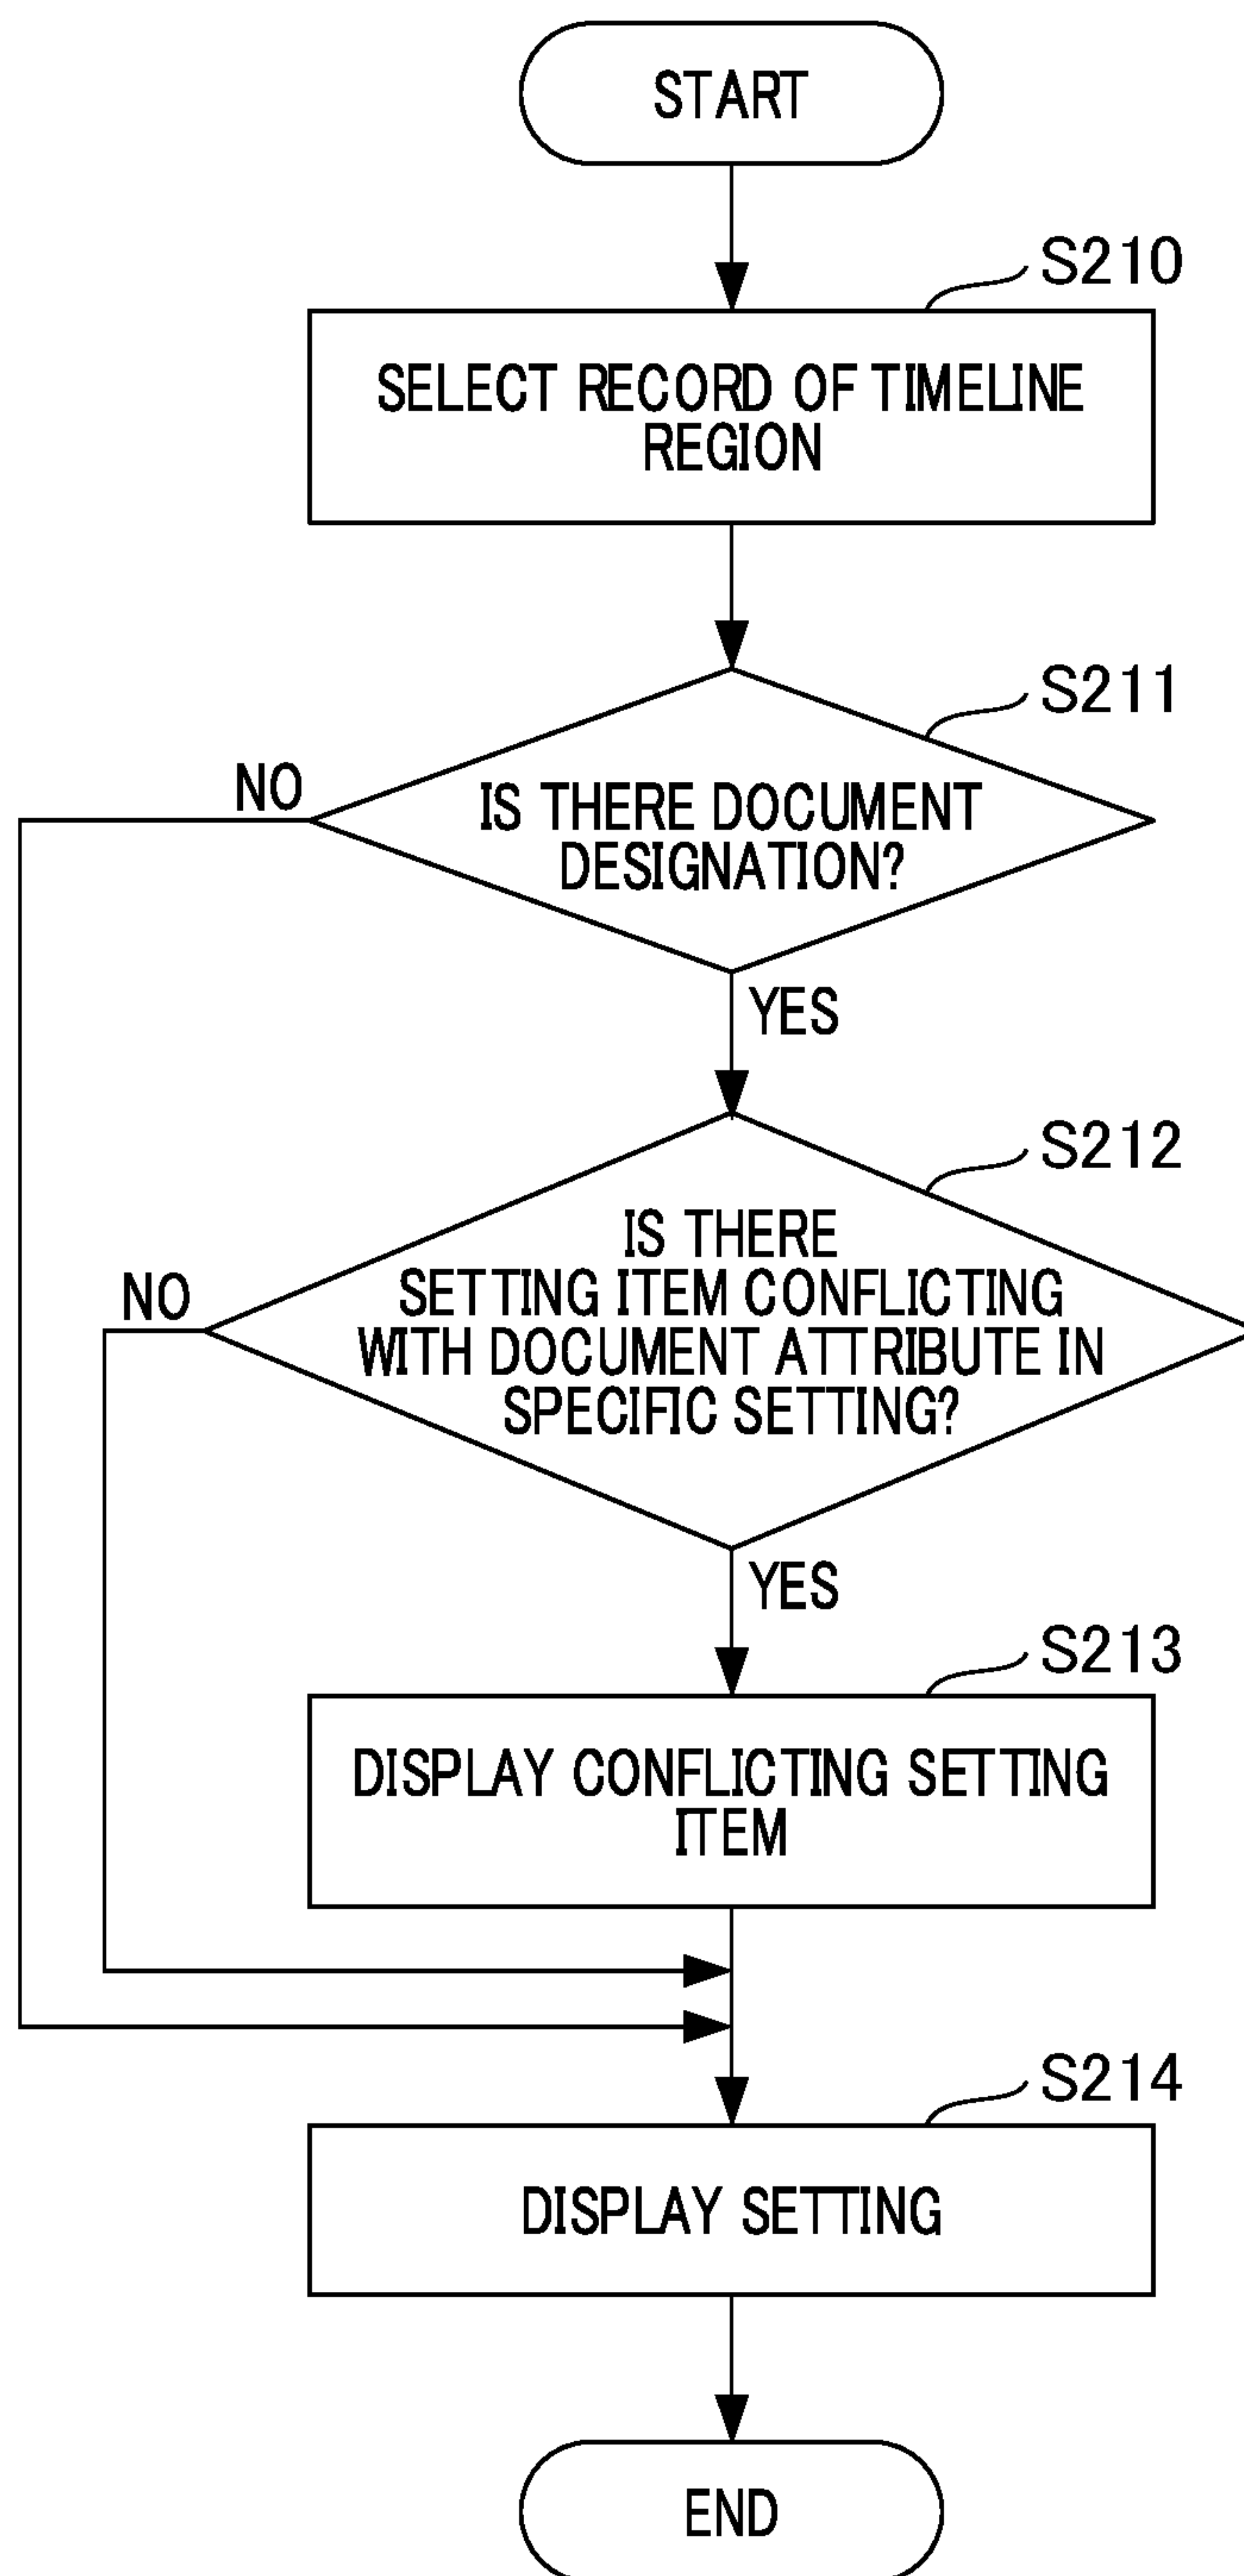 START
S210
SELECT RECORD OF TIMELINE
REGION
S211
NO
IS THERE DOCUMENT
DESIGNATION?
YES
S212
NO
IS THERE
SETTING ITEM CONFLICTING
WITH DOCUMENT ATTRIBUTE IN
SPECIFIC SETTING?
YES
S213
DISPLAY CONFLICTING SETTING
ITEM
S214
DISPLAY SETTING
END